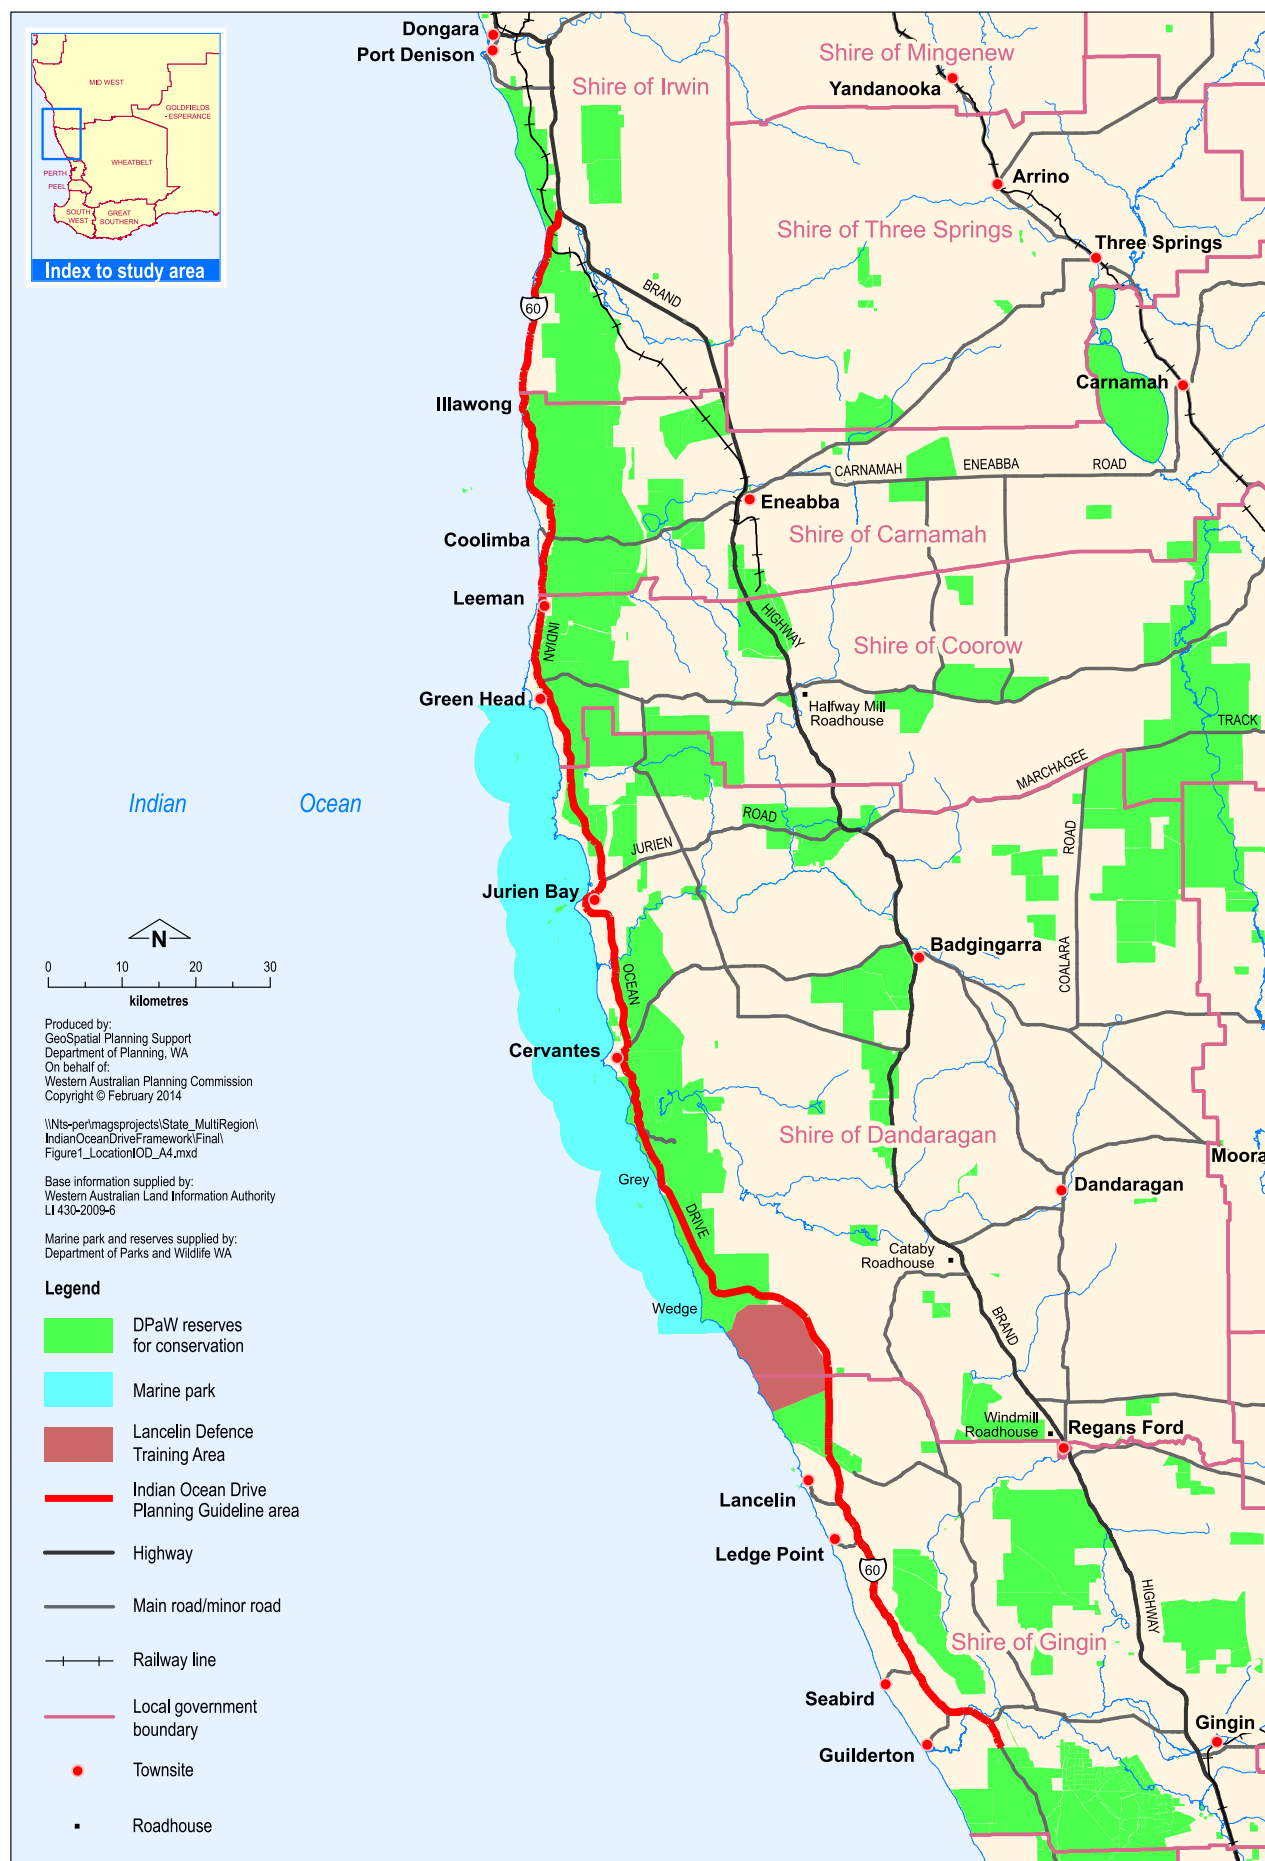 Dongara
Port Denison
Shire of Mingenew
Yandanooka
Shire of Irwin
MID WEST
GOLDFIELDS
- ESPERANCE
WHEATBELT
PERTH
PEEL
SOUTH
WEST
GREAT
SOUTHERN
Index to study area
Arrino
Shire of Three Springs
Three Springs
BRAND
60
Carnamah
Illawong
CARNAMAH
ENEABBA
ROAD
Eneabba
Shire of Carnamah
Coolimba
Leeman
INDIAN
HIGHWAY
Shire of Coorow
Green Head
Halfway Mill
Roadhouse
TRACK
MARCHAGEE
Indian
Ocean
ROAD
JURIEN
ROAD
Jurien Bay
Badgingarra
COALARA
OCEAN
N
0
10
20
30
kilometres
Produced by:
GeoSpatial Planning Support
Department of Planning, WA
On behalf of:
Western Australian Planning Commission
Copyright © February 2014
Cervantes
\\Nts-per\magsprojects\State_MultiRegion\
IndianOceanDriveFramework\Final\
Figure1_LocationIOD_A4.mxd
Shire of Dandaragan
Moora
Base information supplied by:
Western Australian Land Information Authority
LI 430-2009-6
Grey
Dandaragan
DRIVE
Marine park and reserves supplied by:
Department of Parks and Wildlife WA
Cataby
Roadhouse
Legend
Wedge
BRAND
DPaW reserves
for conservation
Marine park
Lancelin Defence
Training Area
Windmill
Roadhouse
Regans Ford
Indian Ocean Drive
Planning Guideline area
Lancelin
Highway
Ledge Point
60
HIGHWAY
Main road/minor road
Shire of Gingin
Railway line
Seabird
Local government
boundary
Gingin
Guilderton
Townsite
Roadhouse